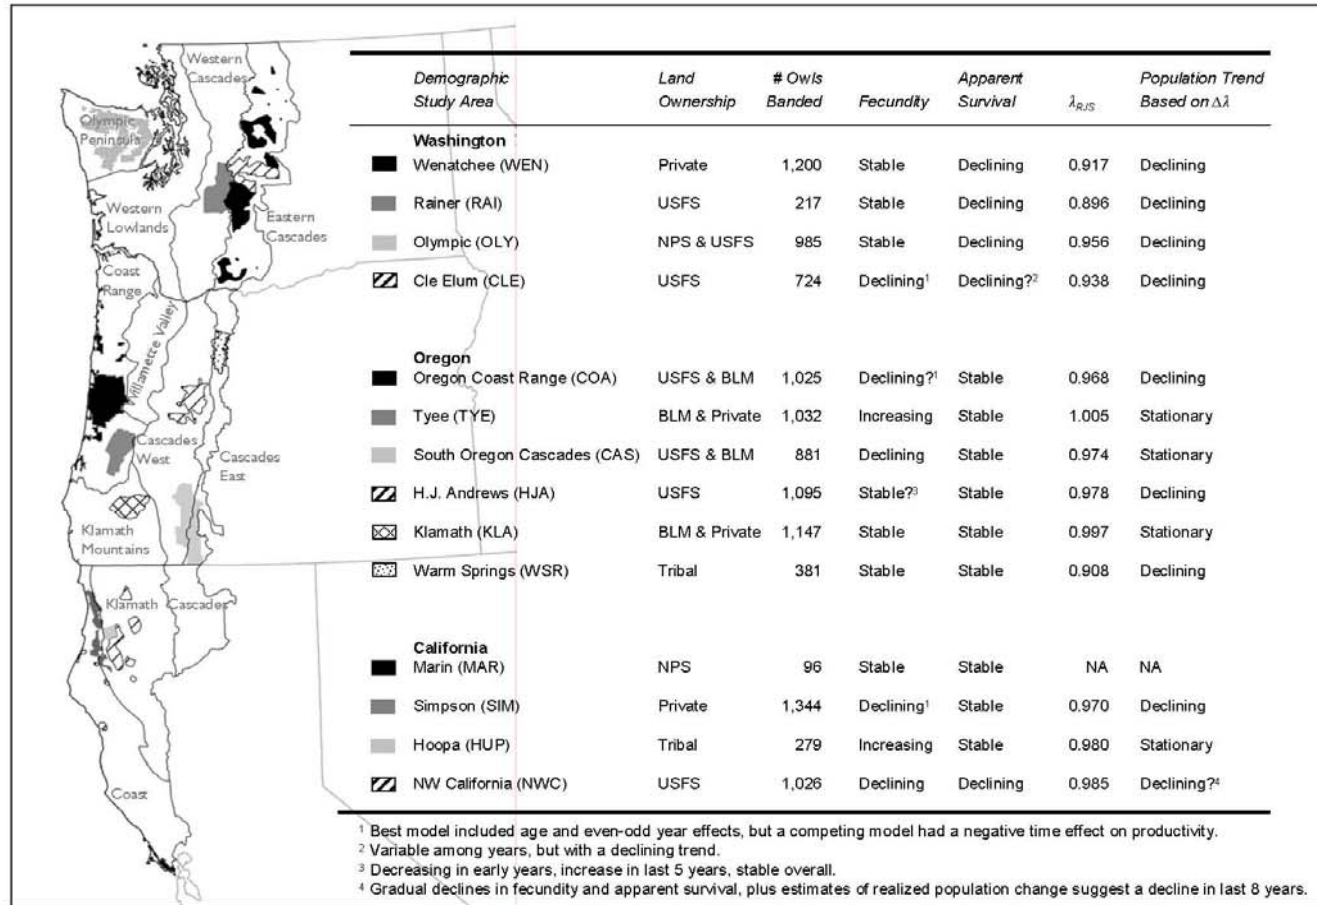 Western
Cascades
Olympic
Peninsula
Western
Lowlands
Eastern
Cascades
Coast
Range
Villamette Valley
Cascades
West
Cascades
East
Klamath
Mountains
Klamath
Cascades
Coast
Demographic Land # Owls Apparent Population Trend
Study Area Ownership Banded Fecundity Survival λRJS Based on Δλ
Washington
Wenatchee (WEN) Private 1,200 Stable Declining 0.917 Declining
Rainer (RAI) USFS 217 Stable Declining 0.896 Declining
Olympic (OLY) NPS & USFS 985 Stable Declining 0.956 Declining
Cle Elum (CLE) USFS 724 Declining¹ Declining?² 0.938 Declining
Oregon
Oregon Coast Range (COA) USFS & BLM 1,025 Declining?¹ Stable 0.968 Declining
Tyee (TYE) BLM & Private 1,032 Increasing Stable 1.005 Stationary
South Oregon Cascades (CAS) USFS & BLM 881 Declining Stable 0.974 Stationary
H.J. Andrews (HJA) USFS 1,095 Stable?³ Stable 0.978 Declining
Klamath (KLA) BLM & Private 1,147 Stable Stable 0.997 Stationary
Warm Springs (WSR) Tribal 381 Stable Stable 0.908 Declining
California
Marin (MAR) NPS 96 Stable Stable NA NA
Simpson (SIM) Private 1,344 Declining¹ Stable 0.970 Declining
Hoopa (HUP) Tribal 279 Increasing Stable 0.980 Stationary
NW California (NWC) USFS 1,026 Declining Declining 0.985 Declining?⁴
¹ Best model included age and even-odd year effects, but a competing model had a negative time effect on productivity.
² Variable among years, but with a declining trend.
³ Decreasing in early years, increase in last 5 years, stable overall.
⁴ Gradual declines in fecundity and apparent survival, plus estimates of realized population change suggest a decline in last 8 years.